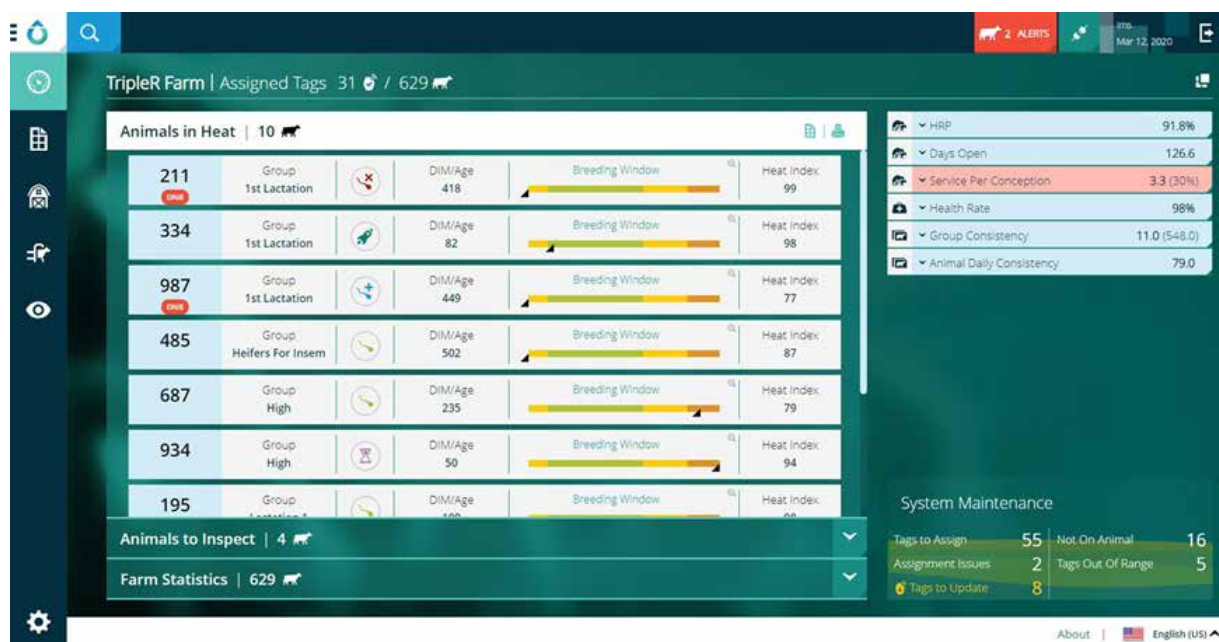 2 ALERTS
ims
Mar 12, 2020
TripleR Farm | Assigned Tags 31 / 629
Animals in Heat | 10
211
DNB
Group
1st Lactation
DIM/Age
418
Breeding Window
Heat Index
99
334
Group
1st Lactation
DIM/Age
82
Breeding Window
Heat Index
98
987
DNB
Group
1st Lactation
DIM/Age
449
Breeding Window
Heat Index
77
485
Group
Heifers For Insem
DIM/Age
502
Breeding Window
Heat Index
87
687
Group
High
DIM/Age
235
Breeding Window
Heat Index
79
934
Group
High
DIM/Age
50
Breeding Window
Heat Index
94
195
Group
DIM/Age
Breeding Window
Heat Index
Animals to Inspect | 4
Farm Statistics | 629
HRP 91.8%
Days Open 126.6
Service Per Conception 3.3 (30%)
Health Rate 98%
Group Consistency 11.0 (548.0)
Animal Daily Consistency 79.0
System Maintenance
Tags to Assign 55 Not On Animal 16
Assignment Issues 2 Tags Out Of Range 5
Tags to Update 8
About | English (US)